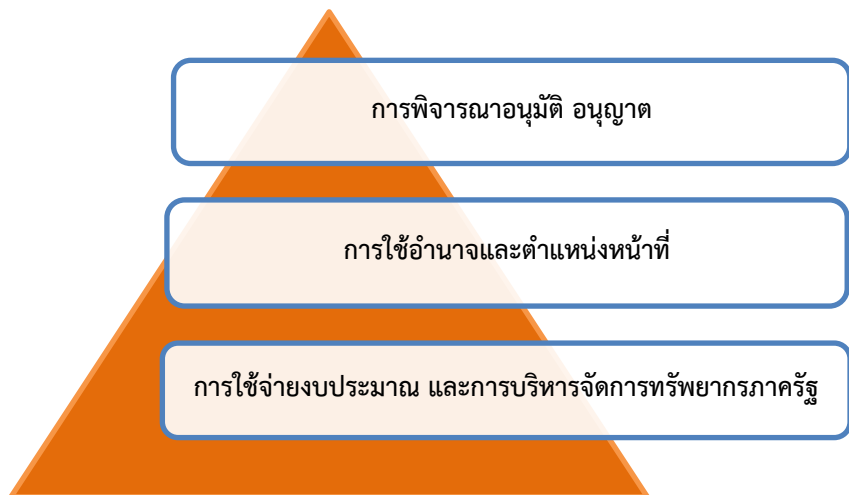 การพิจารณาอนุมัติ อนุญาต
การใช้อำนาจและตำแหน่งหน้าที่
การใช้จ่ายงบประมาณ และการบริหารจัดการทรัพยากรภาครัฐ